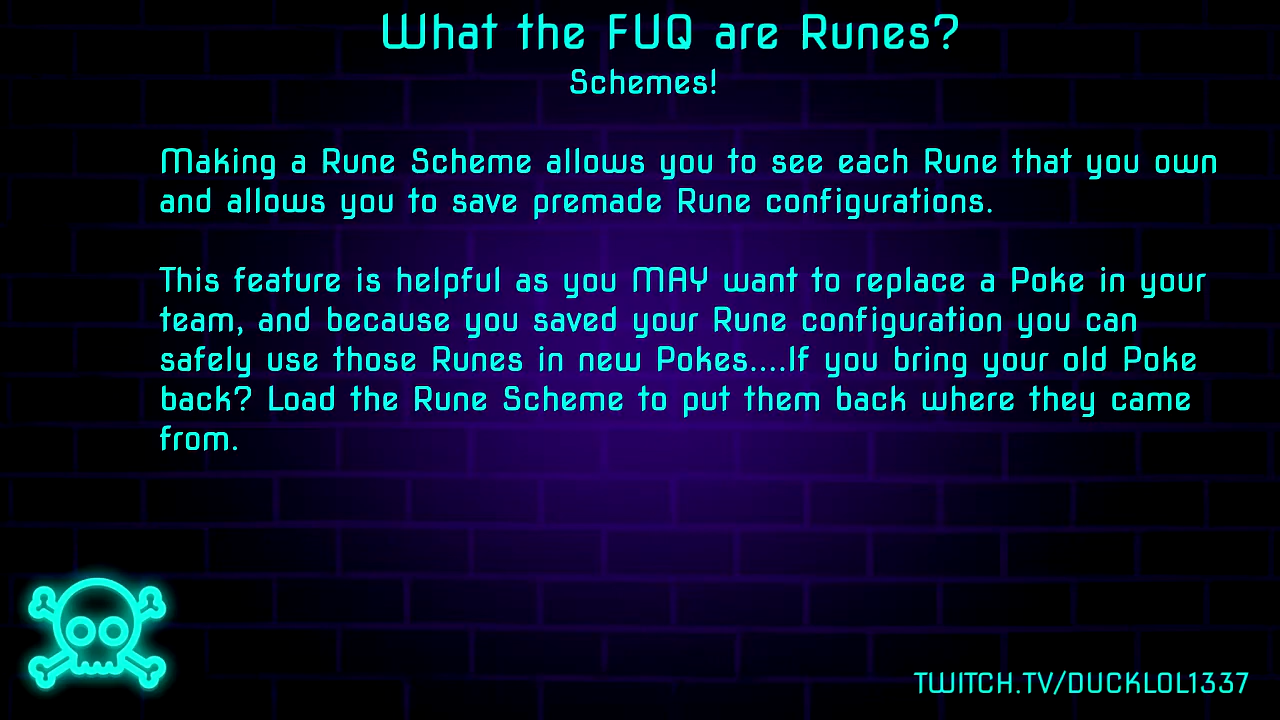 What the FUQ are Runes?
Schemes!
Making a Rune Scheme allows you to see each Rune that you own
and allows you to save premade Rune configurations.
This feature is helpful as you MAY want to replace a Poke in your
team, and because you saved your Rune configuration you can
safely use those Runes in new Pokes....If you bring your old Poke
back? Load the Rune Scheme to put them back where they came
from.
TWITCH.TV/DUCKLOL1337